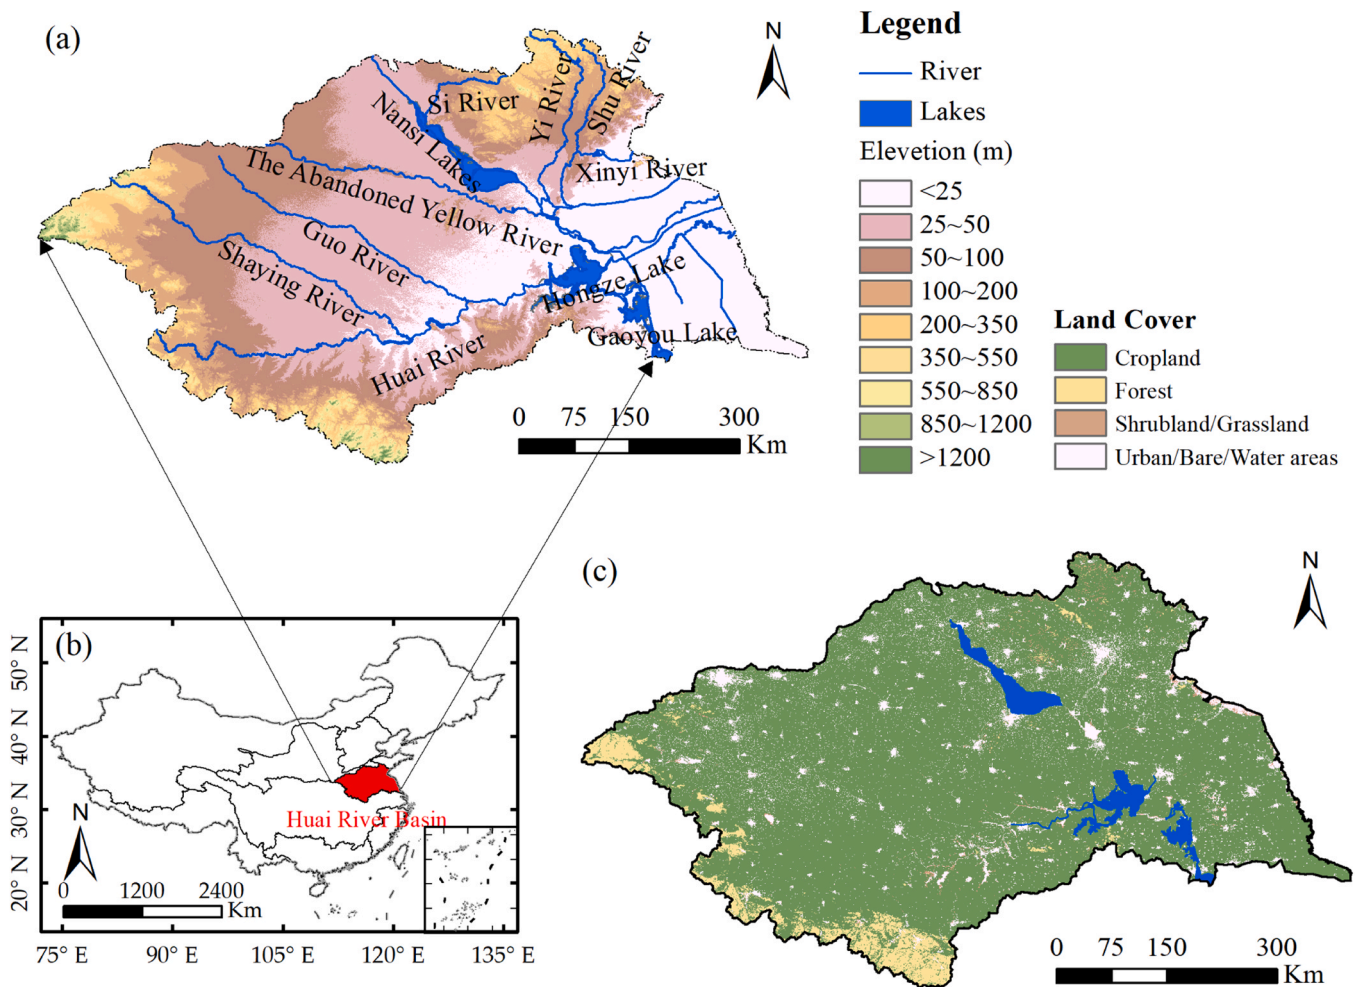 (a)
N
Si River
Yi River
Shu River
Nansi Lakes
Xinyi River
The Abandoned Yellow River
Guo River
Shaying River
Hongze Lake
Gaoyou Lake
Huai River
0 75 150 300
Km
Legend
River
Lakes
Elevetion (m)
<25
25~50
50~100
100~200
200~350
350~550
550~850
850~1200
>1200
Land Cover
Cropland
Forest
Shrubland/Grassland
Urban/Bare/Water areas
(b)
50° N
40° N
30° N
20° N
Huai River Basin
N
0 1200 2400
Km
75° E 90° E 105° E 120° E 135° E
(c)
N
0 75 150 300
Km